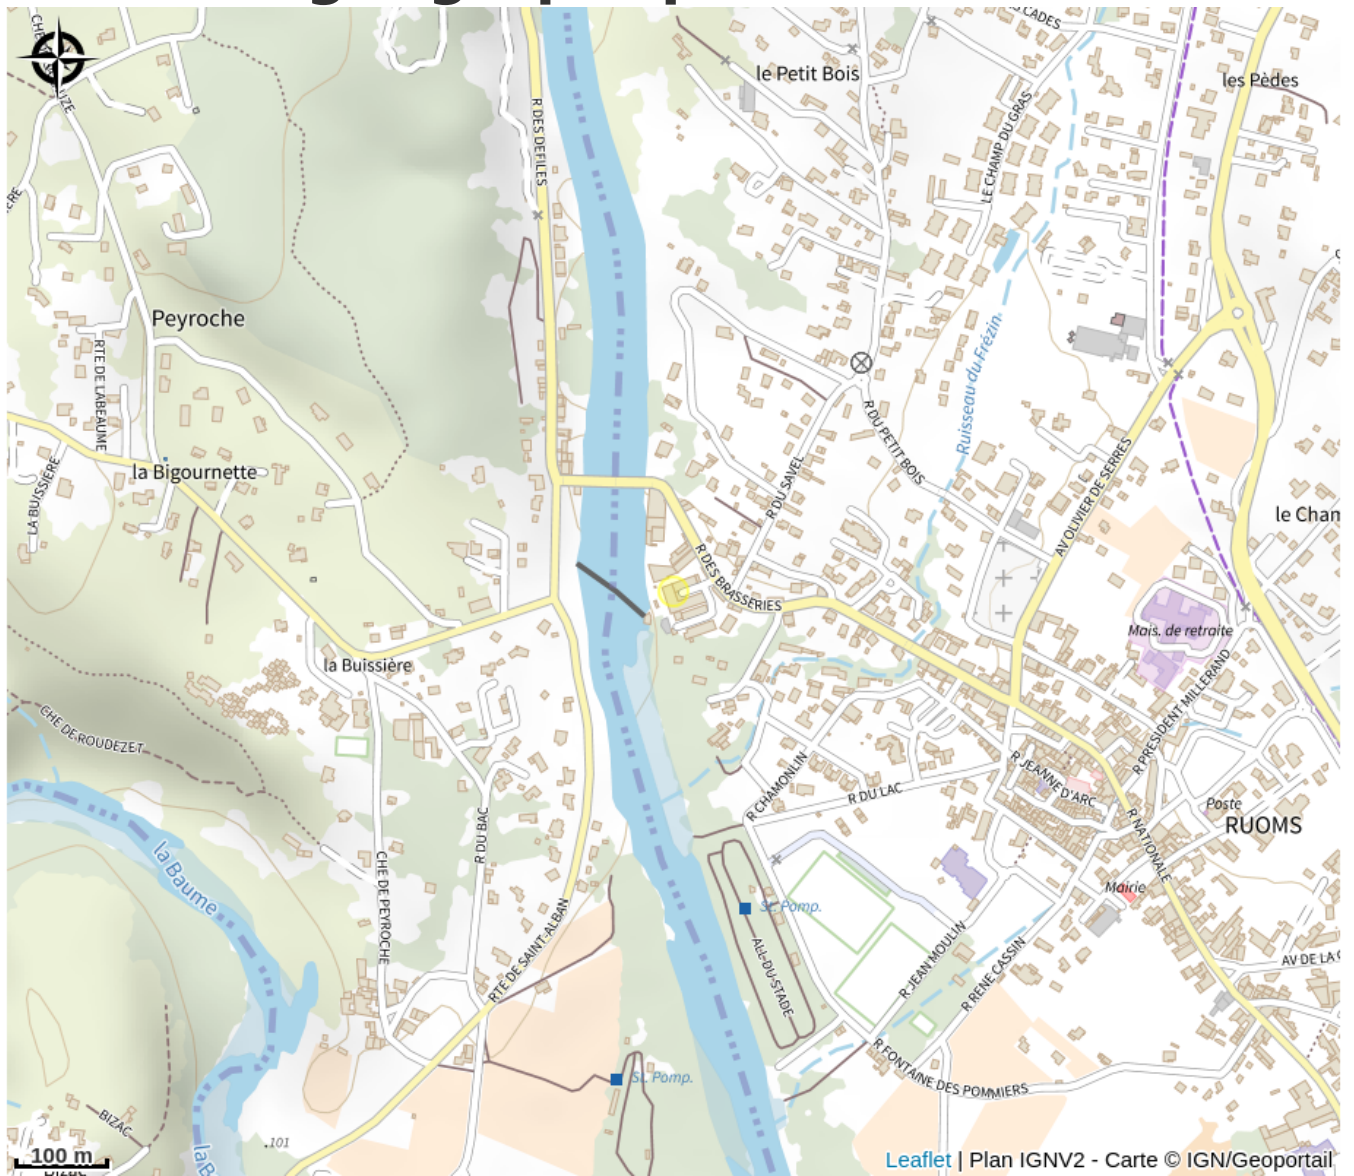 le Petit Bois
les Pèdes
R DES DEFILES
LE CHAMP DU GRAS
Peyroche
RTE DE LABEAUME
Ruisseau du Frézin
R DU PETIT BOIS
R DU SAVEL
AV OLIVIER DE SERRES
la Bigournette
LA BUISSIERE
le Chan
R DES BRASSERIES
Mais. de retraite
la Buissière
R PRESIDENT MILLERAND
CHE DE ROUDEZET
R JEANNE D'ARC
R CHAMONLIN
R DU LAC
Poste
RUOMS
R NATIONALE
R DU BAC
la Baume
CHE DE PEYROCHE
Mairie
St. Pomp.
ALL DU STADE
RTE DE SAINT-ALBAN
R JEAN MOULIN
R RENE CASSIN
AV DE LA
R FONTAINE DES POMMIERS
St. Pomp.
BIZAC
101
100 m
Leaflet | Plan IGNV2 - Carte © IGN/Geoportail